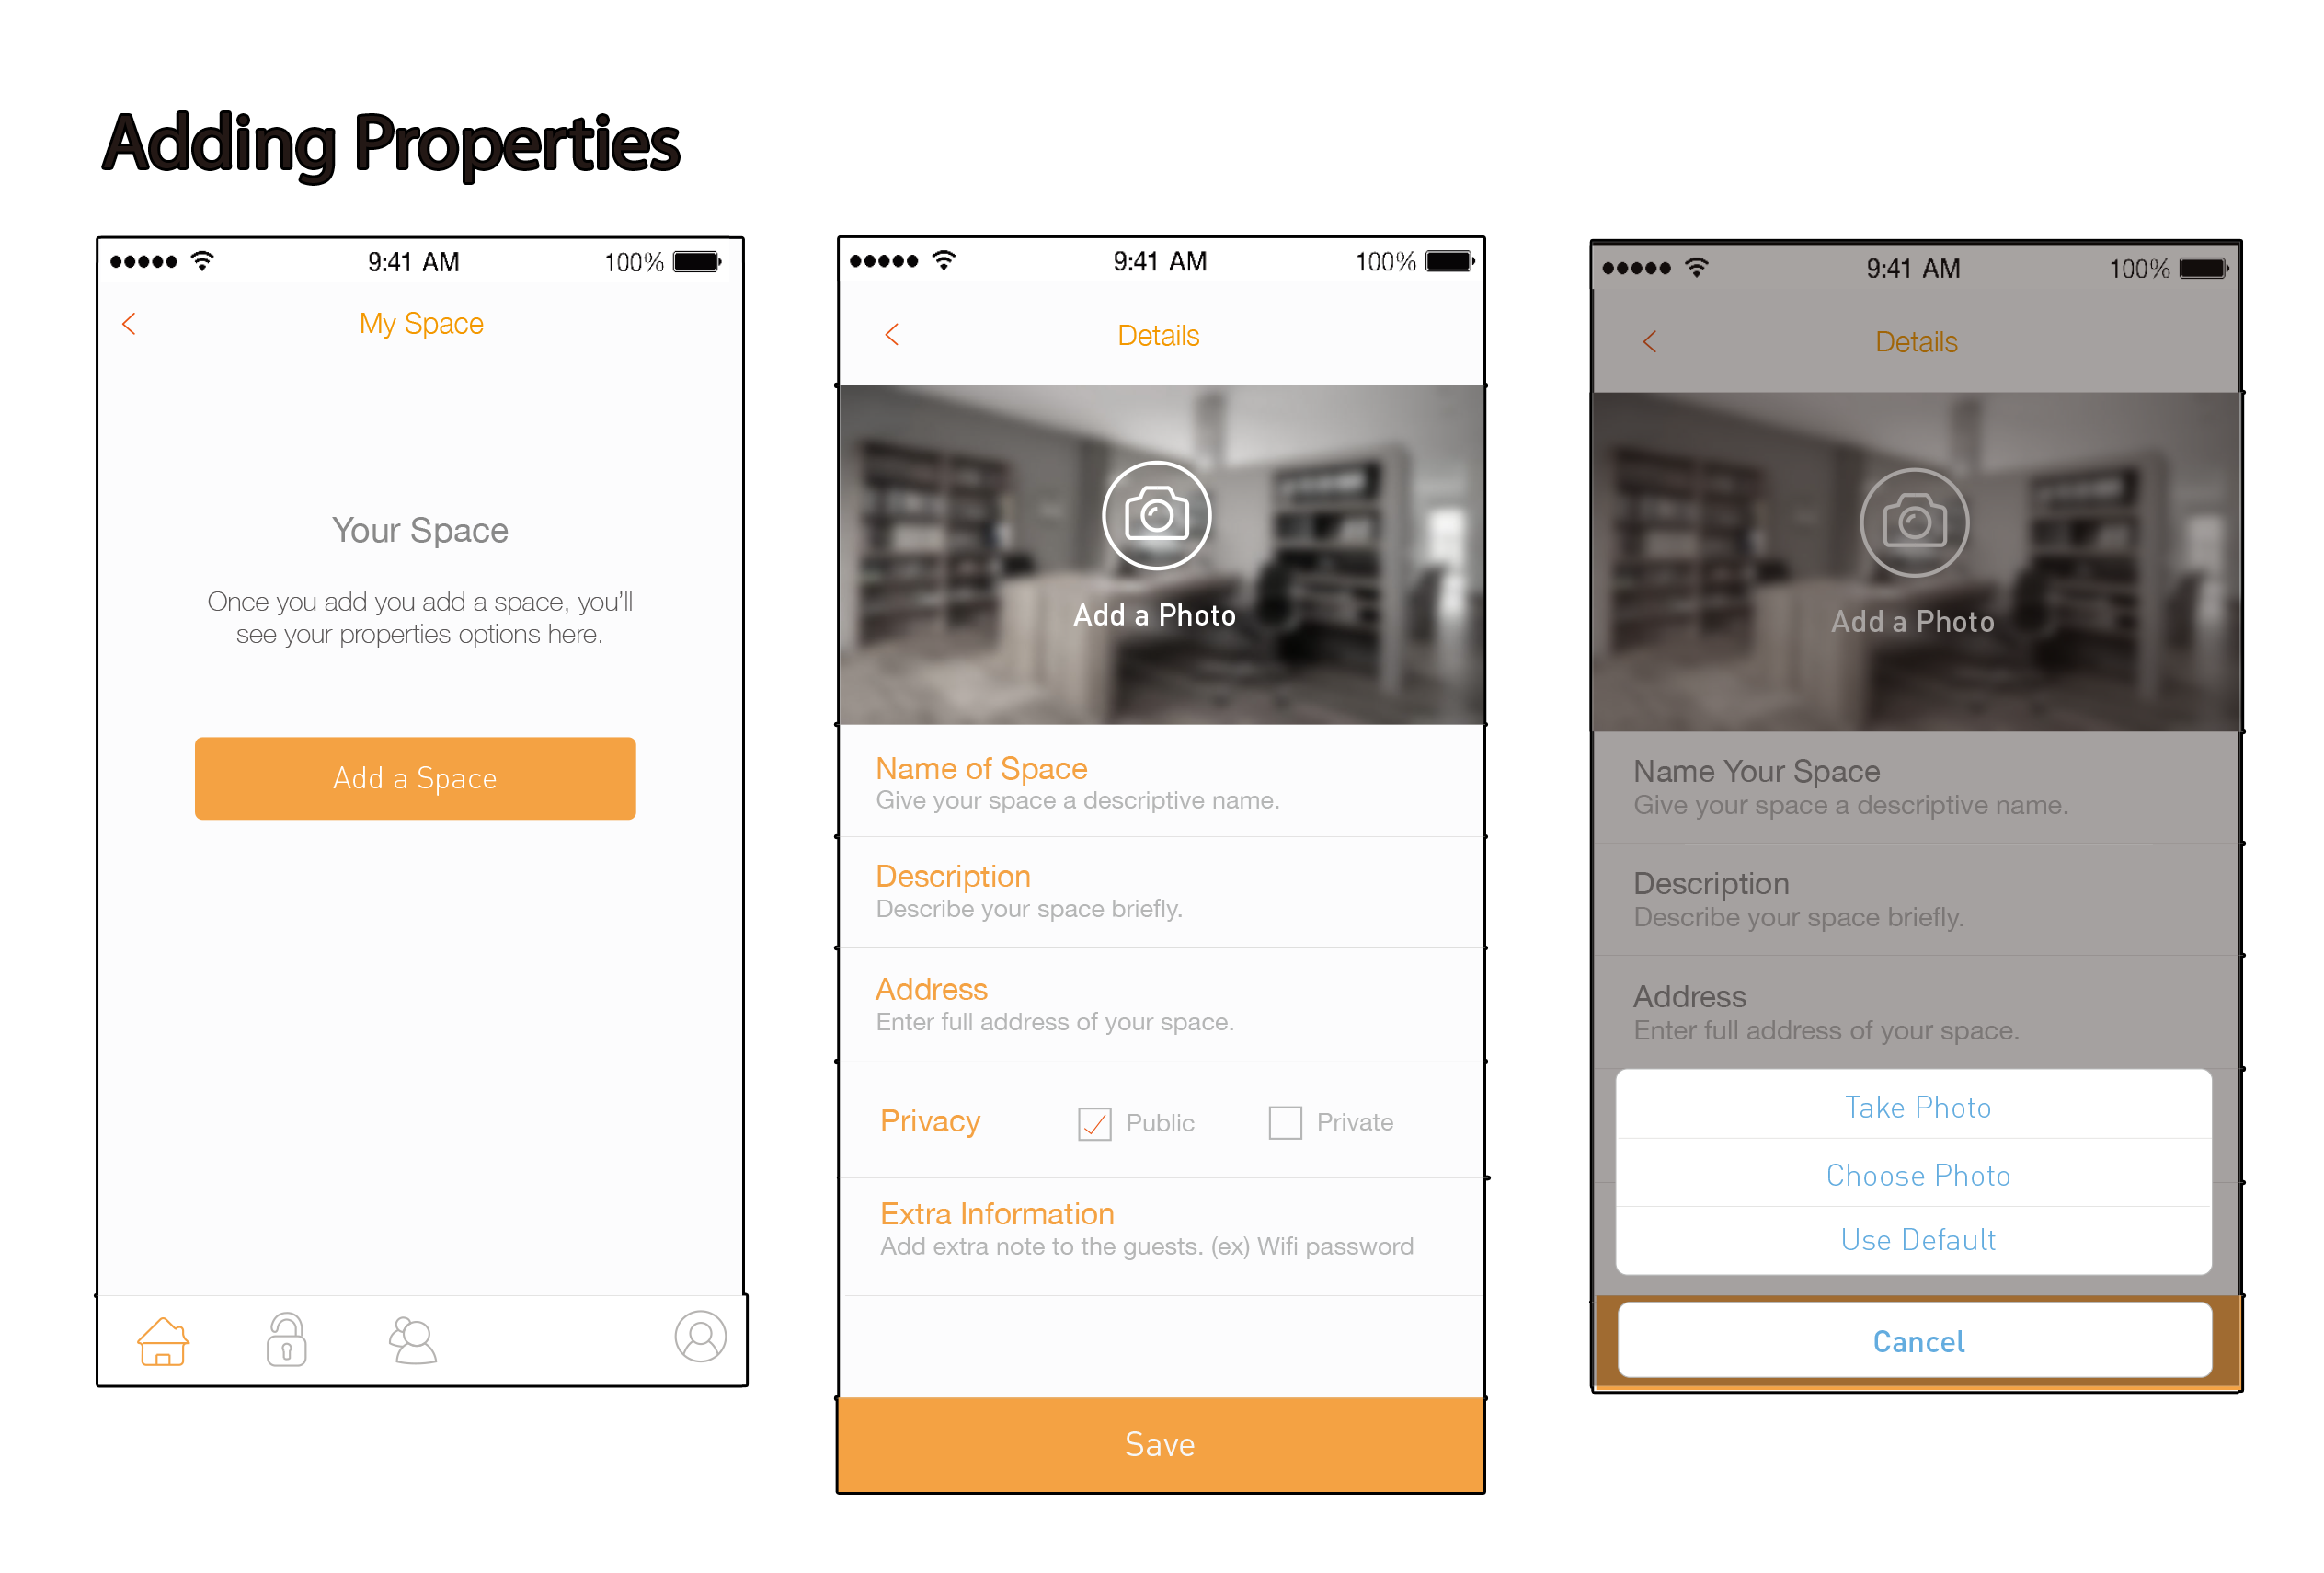 Adding Properties
9:41 AM
100%
My Space
Your Space
Once you add you add a space, you'll
see your properties options here.
Add a Space
9:41 AM
100%
Details
Add a Photo
Name of Space
Give your space a descriptive name.
Description
Describe your space briefly.
Address
Enter full address of your space.
Privacy
Public
Private
Extra Information
Add extra note to the guests. (ex) Wifi password
Save
9:41 AM
100%
Details
Add a Photo
Name Your Space
Give your space a descriptive name.
Description
Describe your space briefly.
Address
Enter full address of your space.
Take Photo
Choose Photo
Use Default
Cancel